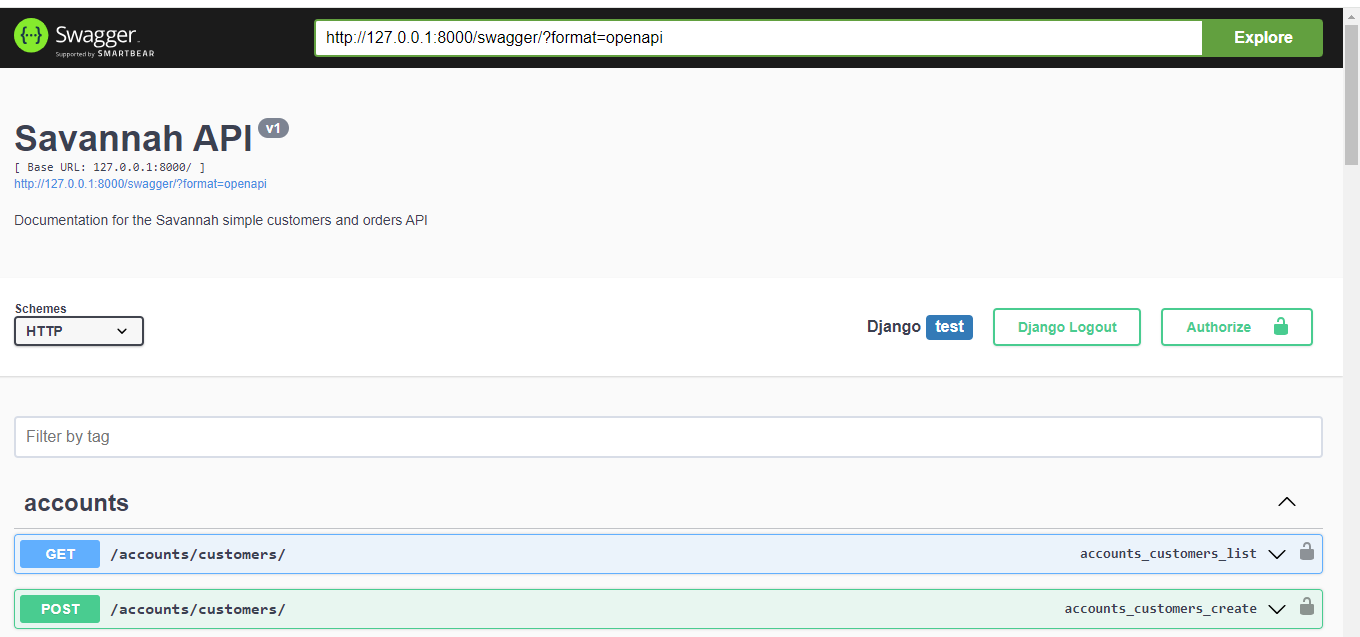 {···} Swagger.
Supported by SMARTBEAR
http://127.0.0.1:8000/swagger/?format=openapi
Explore
Savannah API v1
[ Base URL: 127.0.0.1:8000/ ]
http://127.0.0.1:8000/swagger/?format=openapi
Documentation for the Savannah simple customers and orders API
Schemes
HTTP
Django test
Django Logout
Authorize
Filter by tag
accounts
GET /accounts/customers/ accounts_customers_list
POST /accounts/customers/ accounts_customers_create